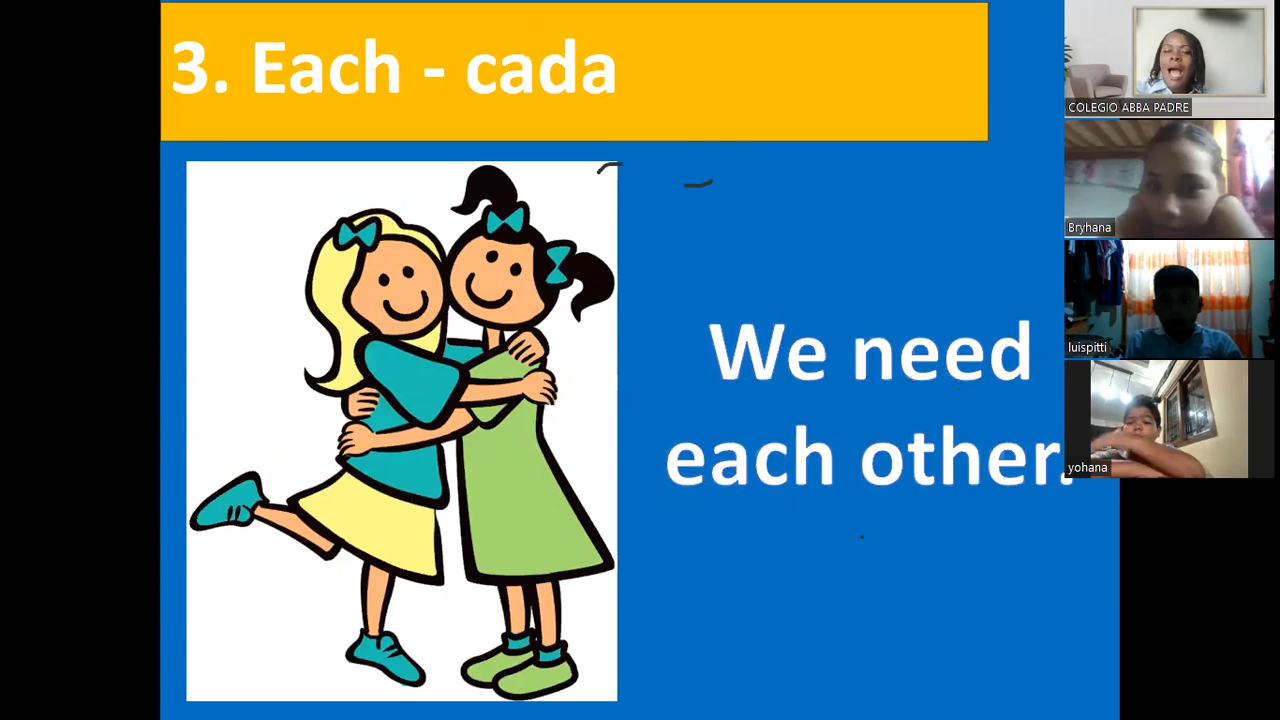 3. Each - cada
We need
each other.
COLEGIO ABBA PADRE
Bryhana
luispitti
yohana